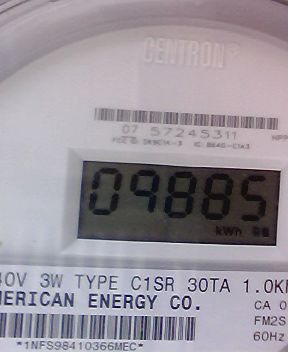 CENTRON®
07 57245311
09885
kWh
40V 3W TYPE C1SR 30TA 1.0K
MERICAN ENERGY CO.
CA 0
FM2S
60Hz
*1NFS98410366MEC*